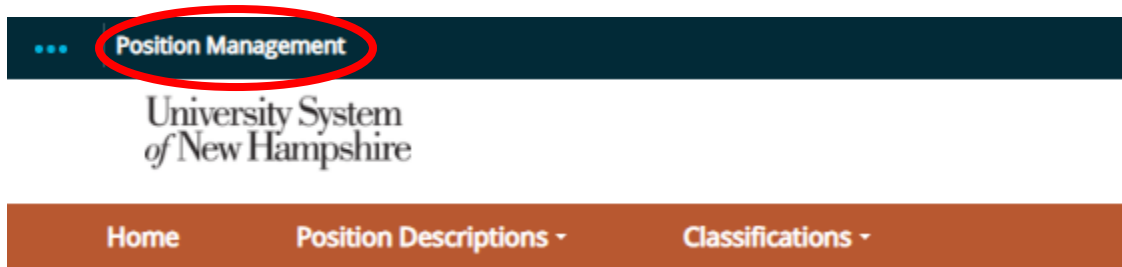 Position Management
University System
of New Hampshire
Home Position Descriptions Classifications